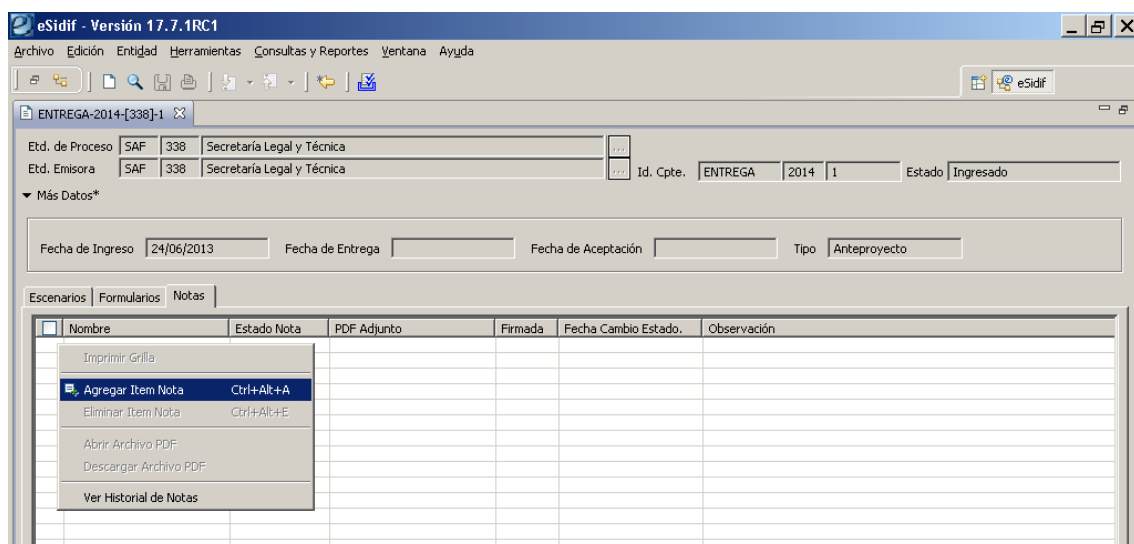 eSidif - Versión 17.7.1RC1
Archivo Edición Entidad Herramientas Consultas y Reportes Ventana Ayuda
eSidif
ENTREGA-2014-[338]-1
Etd. de Proceso SAF 338 Secretaría Legal y Técnica ...
Etd. Emisora SAF 338 Secretaría Legal y Técnica ... Id. Cpte. ENTREGA 2014 1 Estado Ingresado
Más Datos*
Fecha de Ingreso 24/06/2013 Fecha de Entrega Fecha de Aceptación Tipo Anteproyecto
Escenarios Formularios Notas
Nombre Estado Nota PDF Adjunto Firmada Fecha Cambio Estado. Observación
Imprimir Grilla
Agregar Item Nota Ctrl+Alt+A
Eliminar Item Nota Ctrl+Alt+E
Abrir Archivo PDF
Descargar Archivo PDF
Ver Historial de Notas